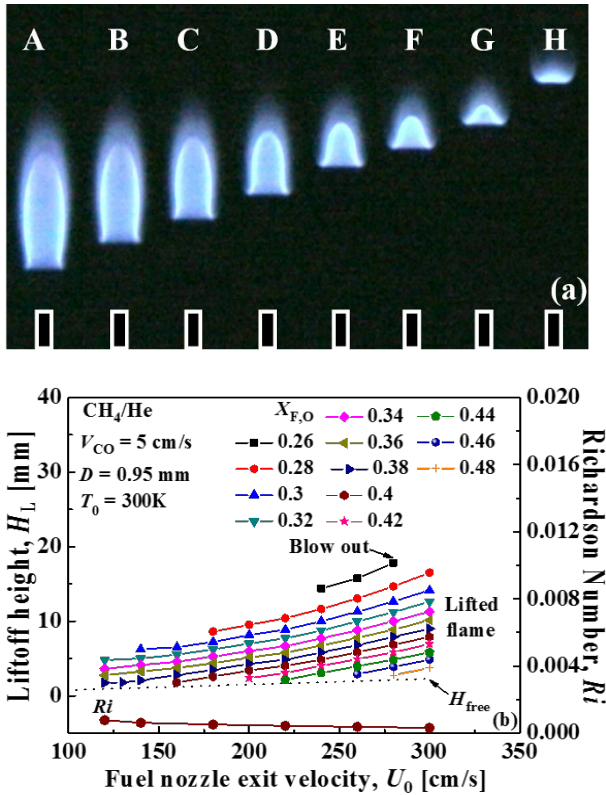 A B C D E F G H
(a)
CH4/He
VCO = 5 cm/s
D = 0.95 mm
T0 = 300K
XF,O
0.26
0.28
0.3
0.32
0.34
0.36
0.38
0.4
0.42
0.44
0.46
0.48
Blow out
Lifted
flame
Hfree
Ri
(b)
40
30
20
10
0
Liftoff height, HL [mm]
0.020
0.016
0.012
0.008
0.004
0.000
Richardson Number, Ri
100 150 200 250 300 350
Fuel nozzle exit velocity, U0 [cm/s]